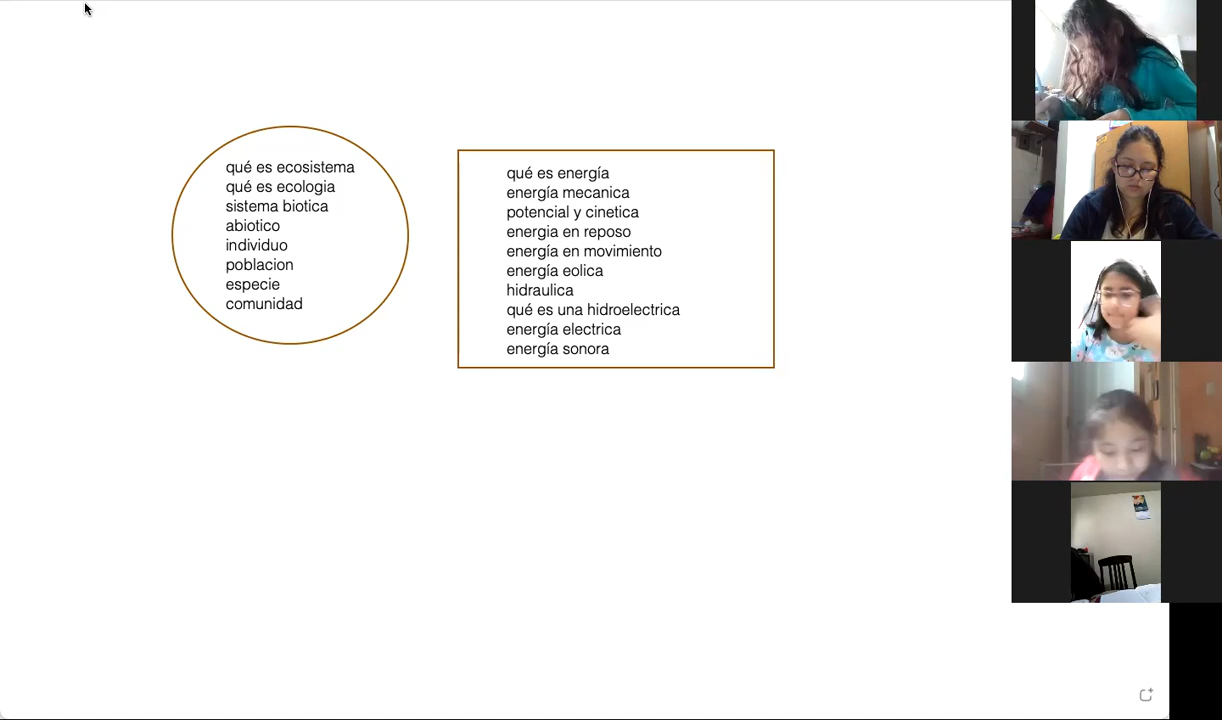 qué es ecosistema
qué es ecologia
sistema biotica
abiotico
individuo
poblacion
especie
comunidad
qué es energía
energía mecanica
potencial y cinetica
energia en reposo
energía en movimiento
energía eolica
hidraulica
qué es una hidroelectrica
energía electrica
energía sonora